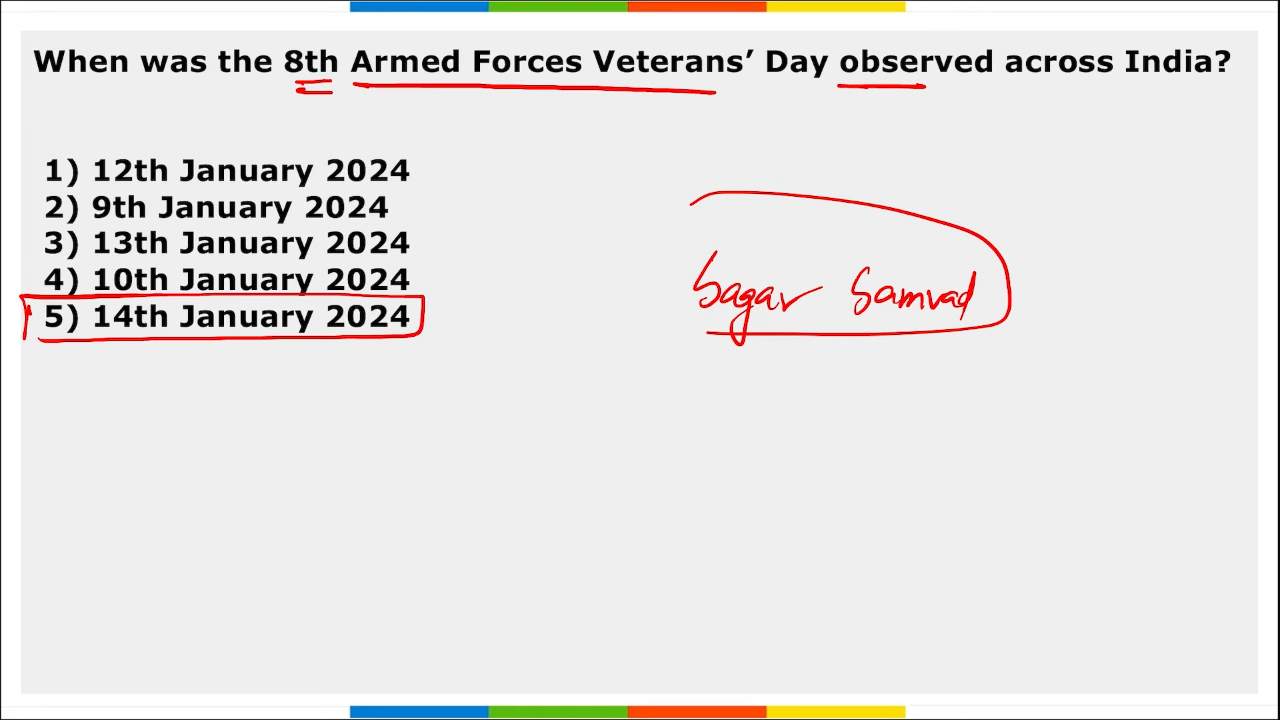 When was the 8th Armed Forces Veterans’ Day observed across India?
1) 12th January 2024
2) 9th January 2024
3) 13th January 2024
4) 10th January 2024
5) 14th January 2024
Sagar Samvad